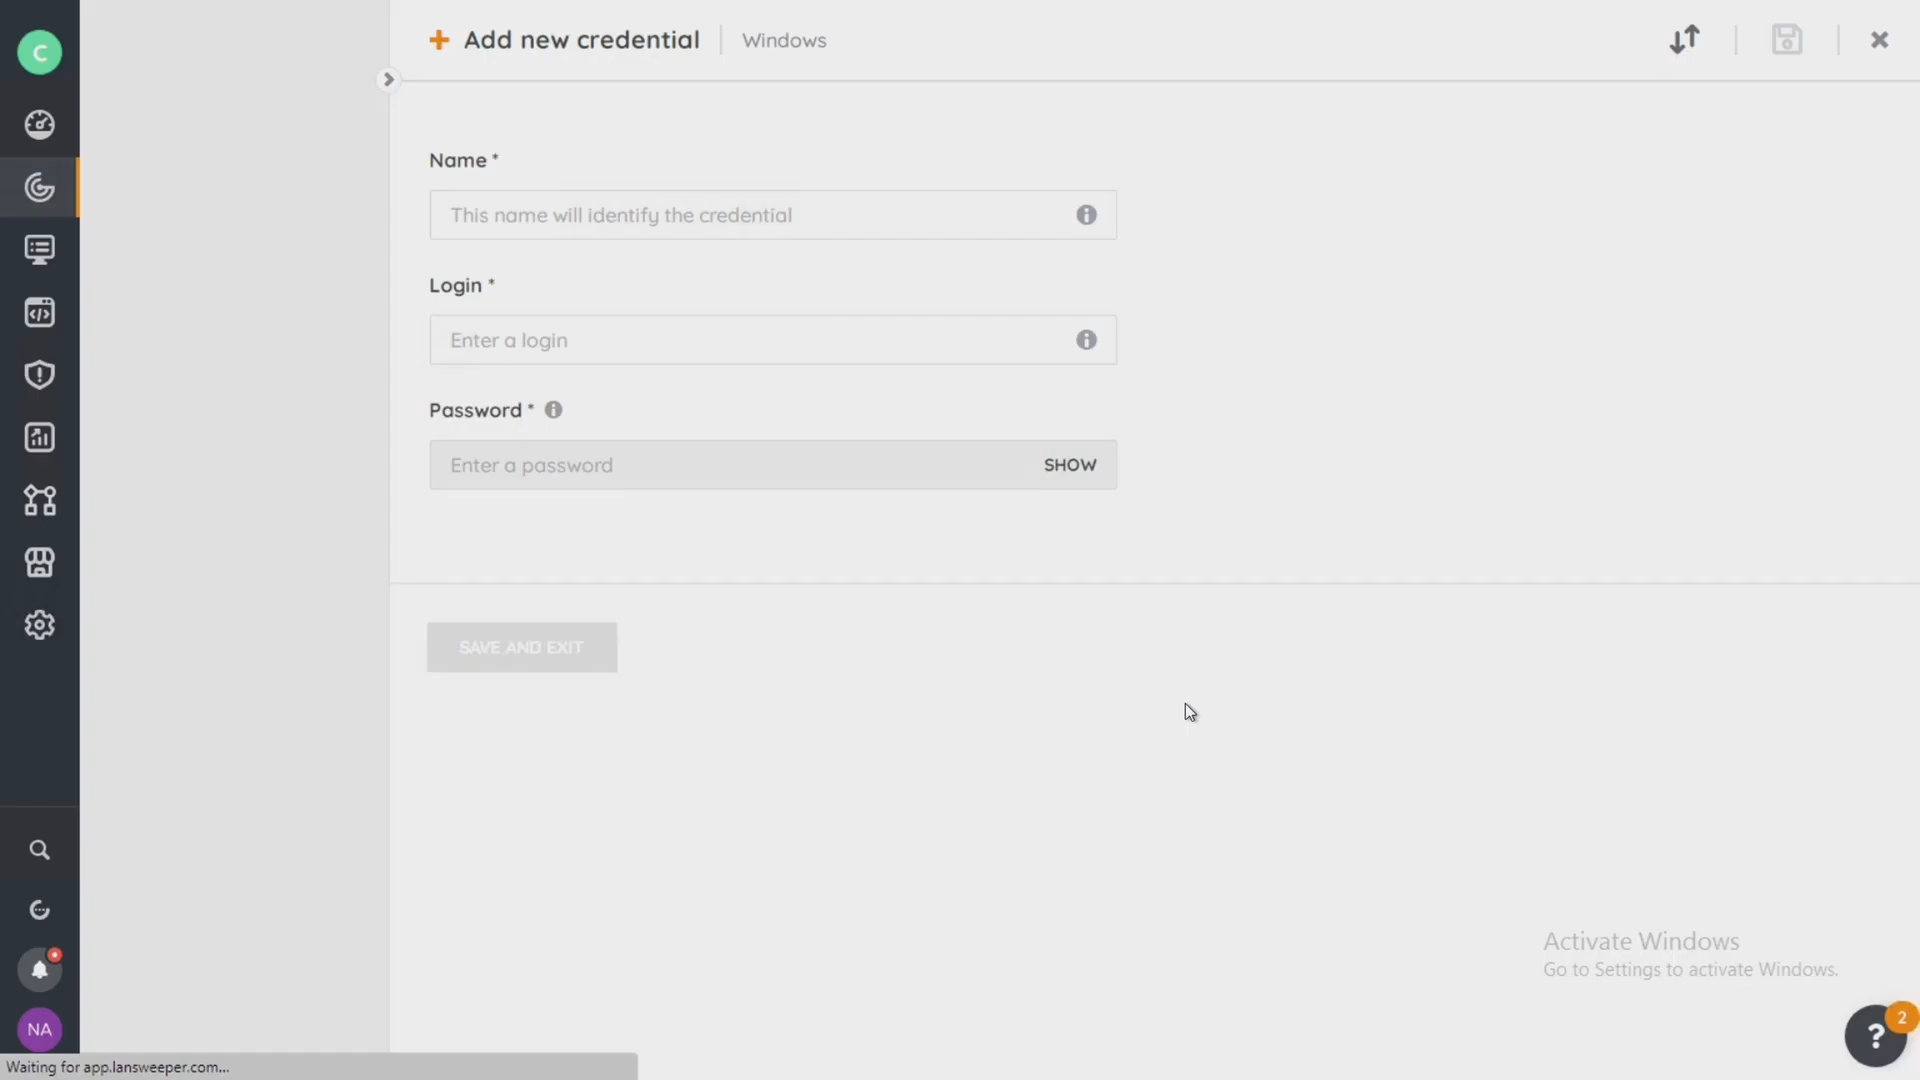 C
Add new credential
Windows
Name *
This name will identify the credential
Login *
Enter a login
Password *
Enter a password
SHOW
SAVE AND EXIT
Activate Windows
Go to Settings to activate Windows.
2
?
NA
Waiting for app.lansweeper.com...